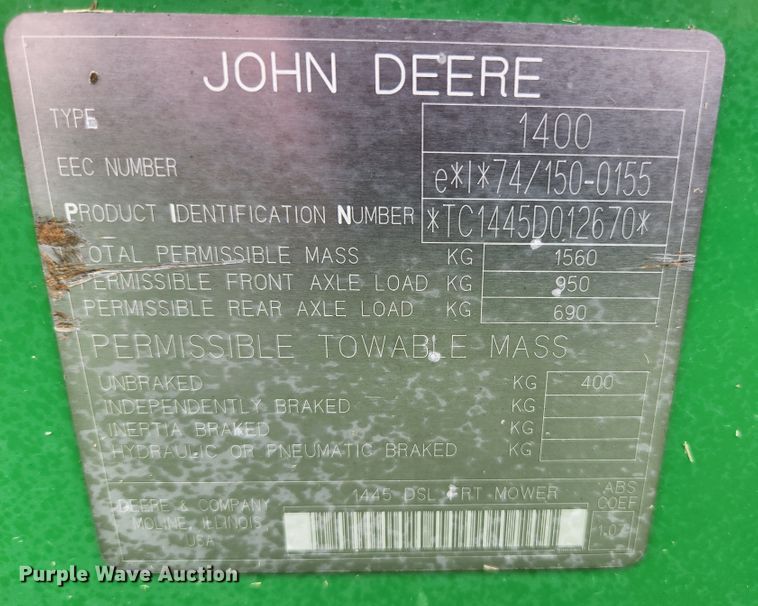 JOHN DEERE
TYPE 1400
EEC NUMBER e*1*74/150-0155
PRODUCT IDENTIFICATION NUMBER *TC1445D012670*
TOTAL PERMISSIBLE MASS KG 1560
PERMISSIBLE FRONT AXLE LOAD KG 950
PERMISSIBLE REAR AXLE LOAD KG 690
PERMISSIBLE TOWABLE MASS
UNBRAKED KG 400
INDEPENDENTLY BRAKED KG
INERTIA BRAKED KG
HYDRAULIC OR PNEUMATIC BRAKED KG
1445 DSL FRT MOWER
DEERE & COMPANY
MOLINE, ILLINOIS,
USA
ABS
COEF
Purple Wave Auction